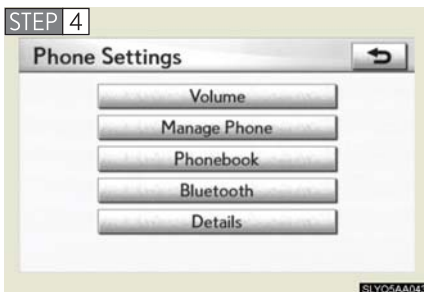 STEP 4
Phone Settings
Volume
Manage Phone
Phonebook
Bluetooth
Details